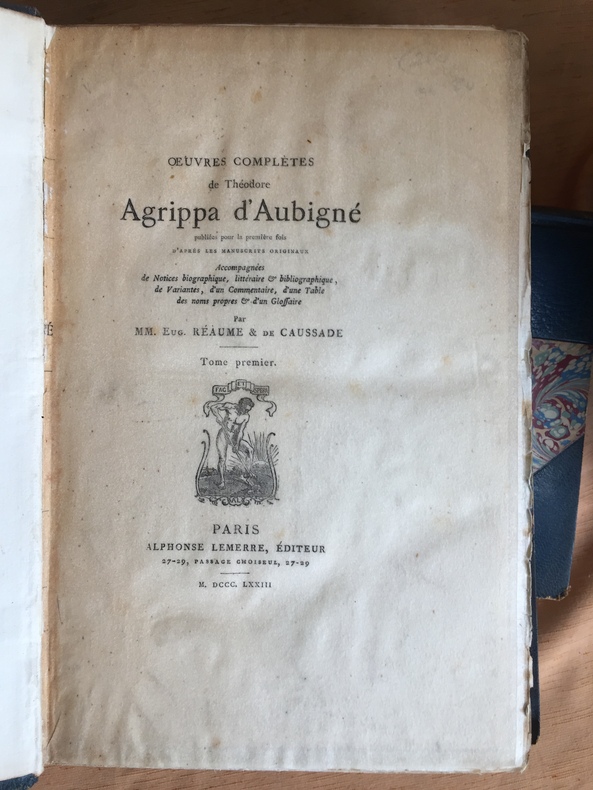 ŒUVRES COMPLÈTES
de Théodore
Agrippa d'Aubigné
publiées pour la première fois
D'APRÈS LES MANUSCRITS ORIGINAUX
Accompagnées
de Notices biographique, littéraire & bibliographique,
de Variantes, d'un Commentaire, d'une Table
des noms propres & d'un Glossaire
Par
MM. EUG. RÉAUME & DE CAUSSADE
Tome premier.
FAC ET SPERA
PARIS
ALPHONSE LEMERRE, ÉDITEUR
27-29, PASSAGE CHOISEUL, 27-29
M. DCCC. LXXIII